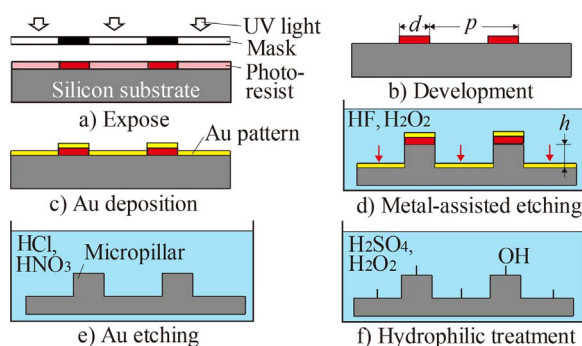 UV light
Mask
Photo-
resist
Silicon substrate
a) Expose
d
p
b) Development
Au pattern
c) Au deposition
HF, H2O2
h
d) Metal-assisted etching
HCl,
HNO3
Micropillar
e) Au etching
H2SO4,
H2O2
OH
f) Hydrophilic treatment